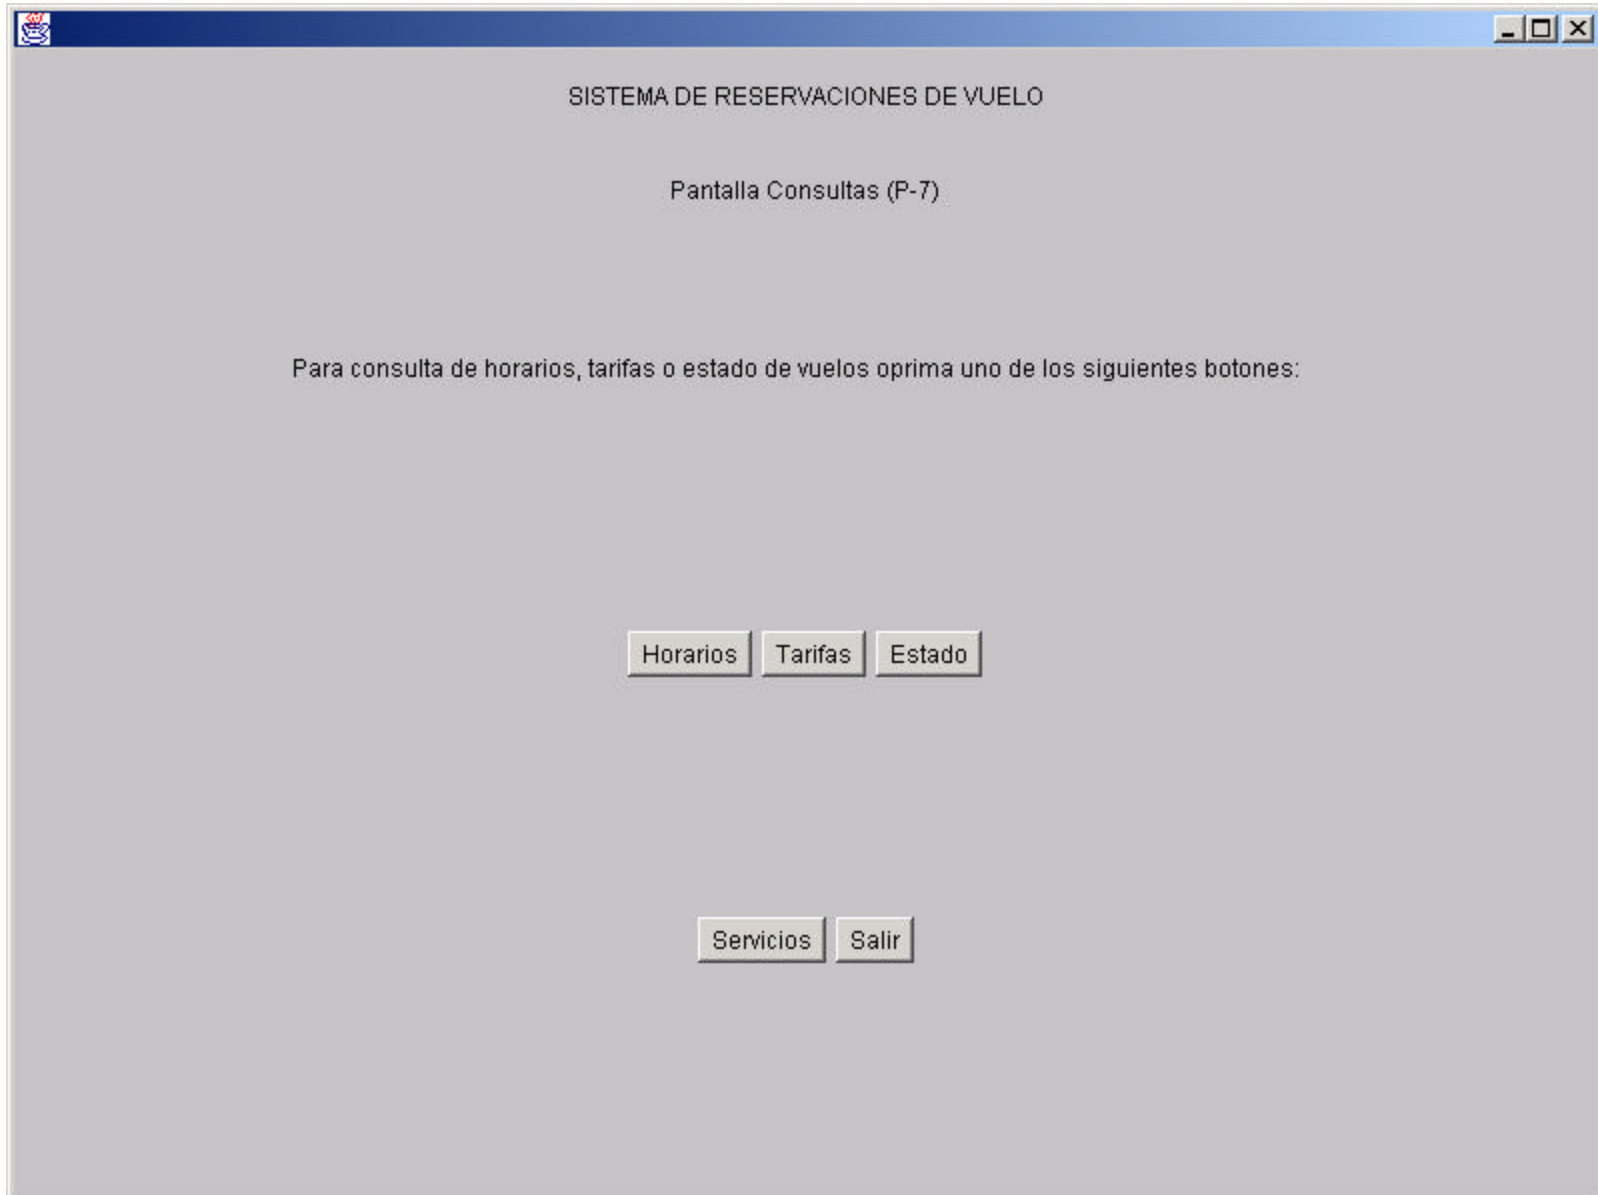 SISTEMA DE RESERVACIONES DE VUELO
Pantalla Consultas (P-7)
Para consulta de horarios, tarifas o estado de vuelos oprima uno de los siguientes botones:
Horarios Tarifas Estado
Servicios Salir